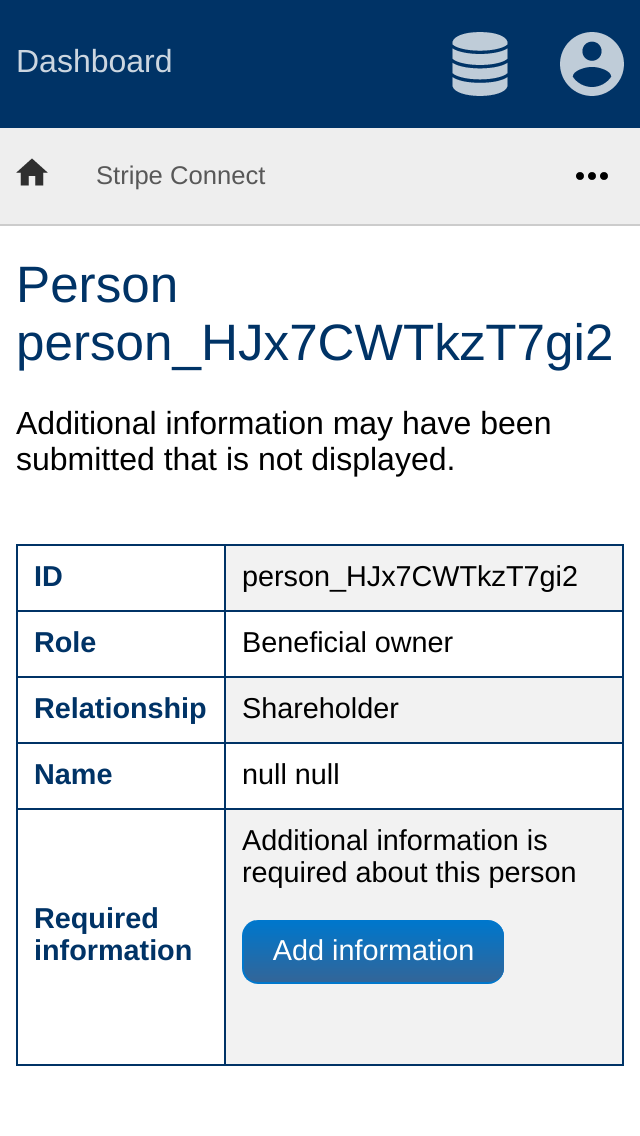 Dashboard
Stripe Connect
Person
person_HJx7CWTkzT7gi2
Additional information may have been
submitted that is not displayed.
ID person_HJx7CWTkzT7gi2
Role Beneficial owner
Relationship Shareholder
Name null null
Required
information
Additional information is
required about this person
Add information